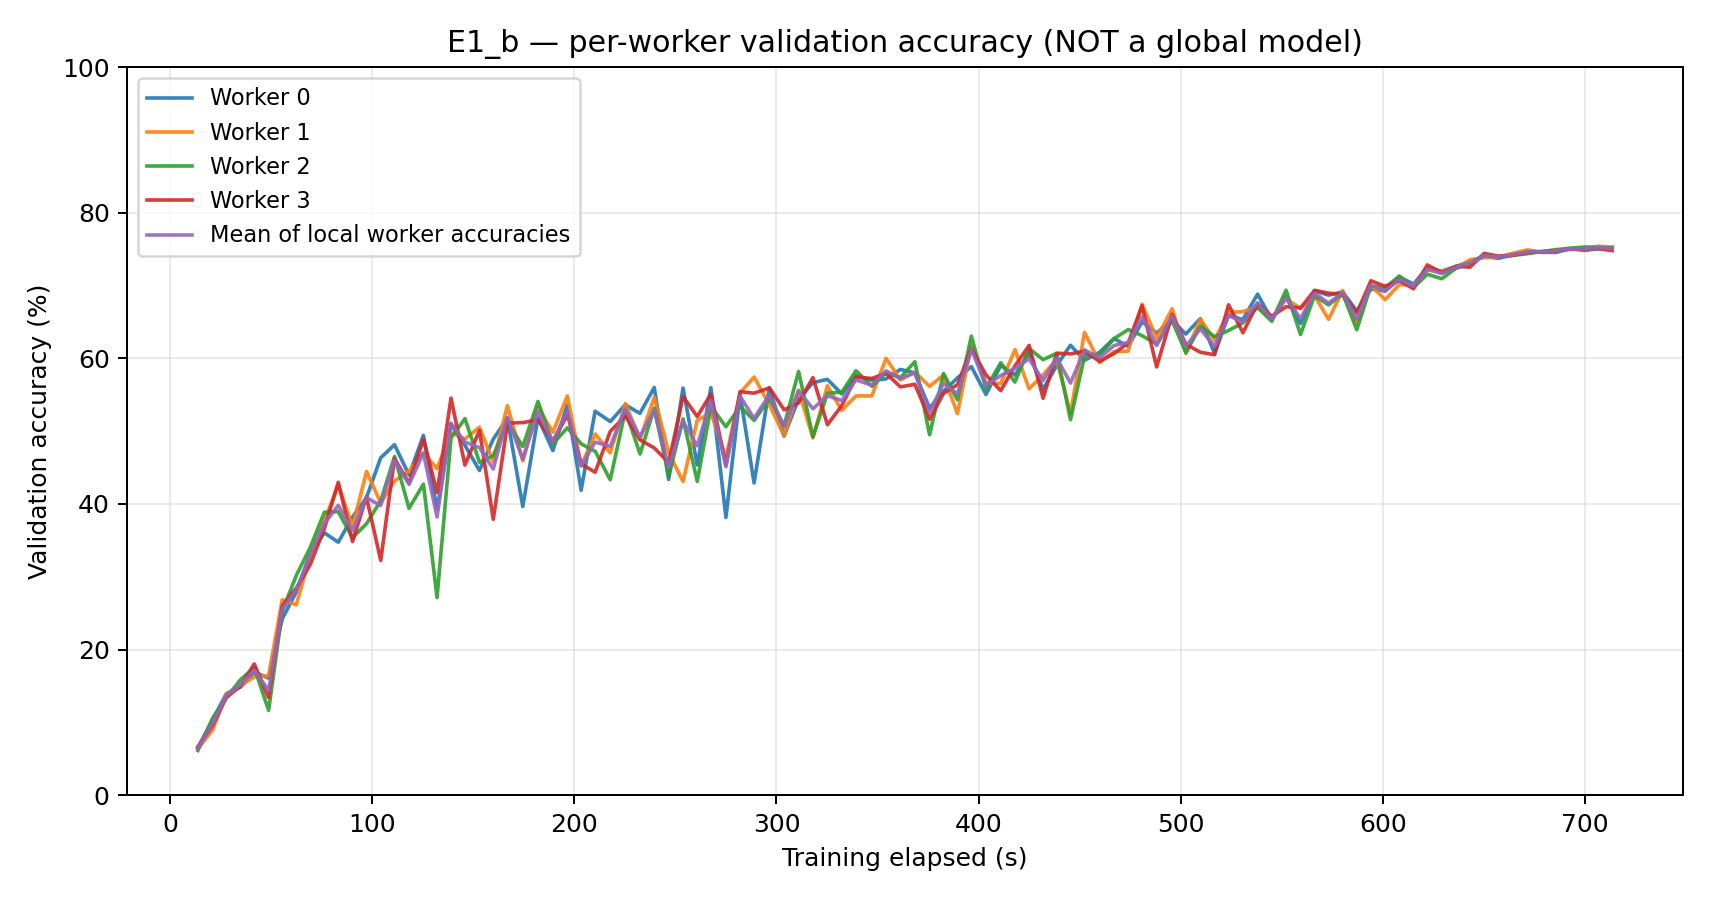 E1_b — per-worker validation accuracy (NOT a global model)
Validation accuracy (%)
100
80
60
40
20
0
Worker 0
Worker 1
Worker 2
Worker 3
Mean of local worker accuracies
0 100 200 300 400 500 600 700
Training elapsed (s)